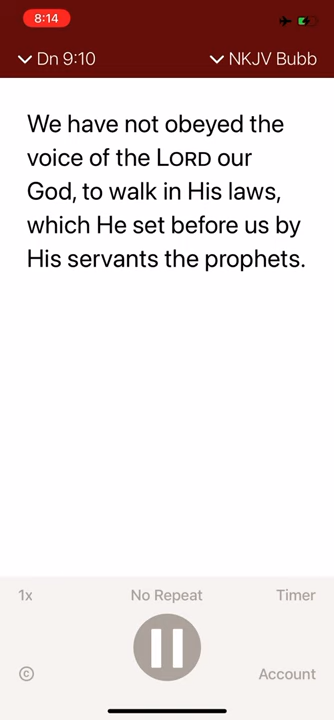 8:14
Dn 9:10
NKJV Bubb
We have not obeyed the
voice of the LORD our
God, to walk in His laws,
which He set before us by
His servants the prophets.
1x
No Repeat
Timer
©
Account